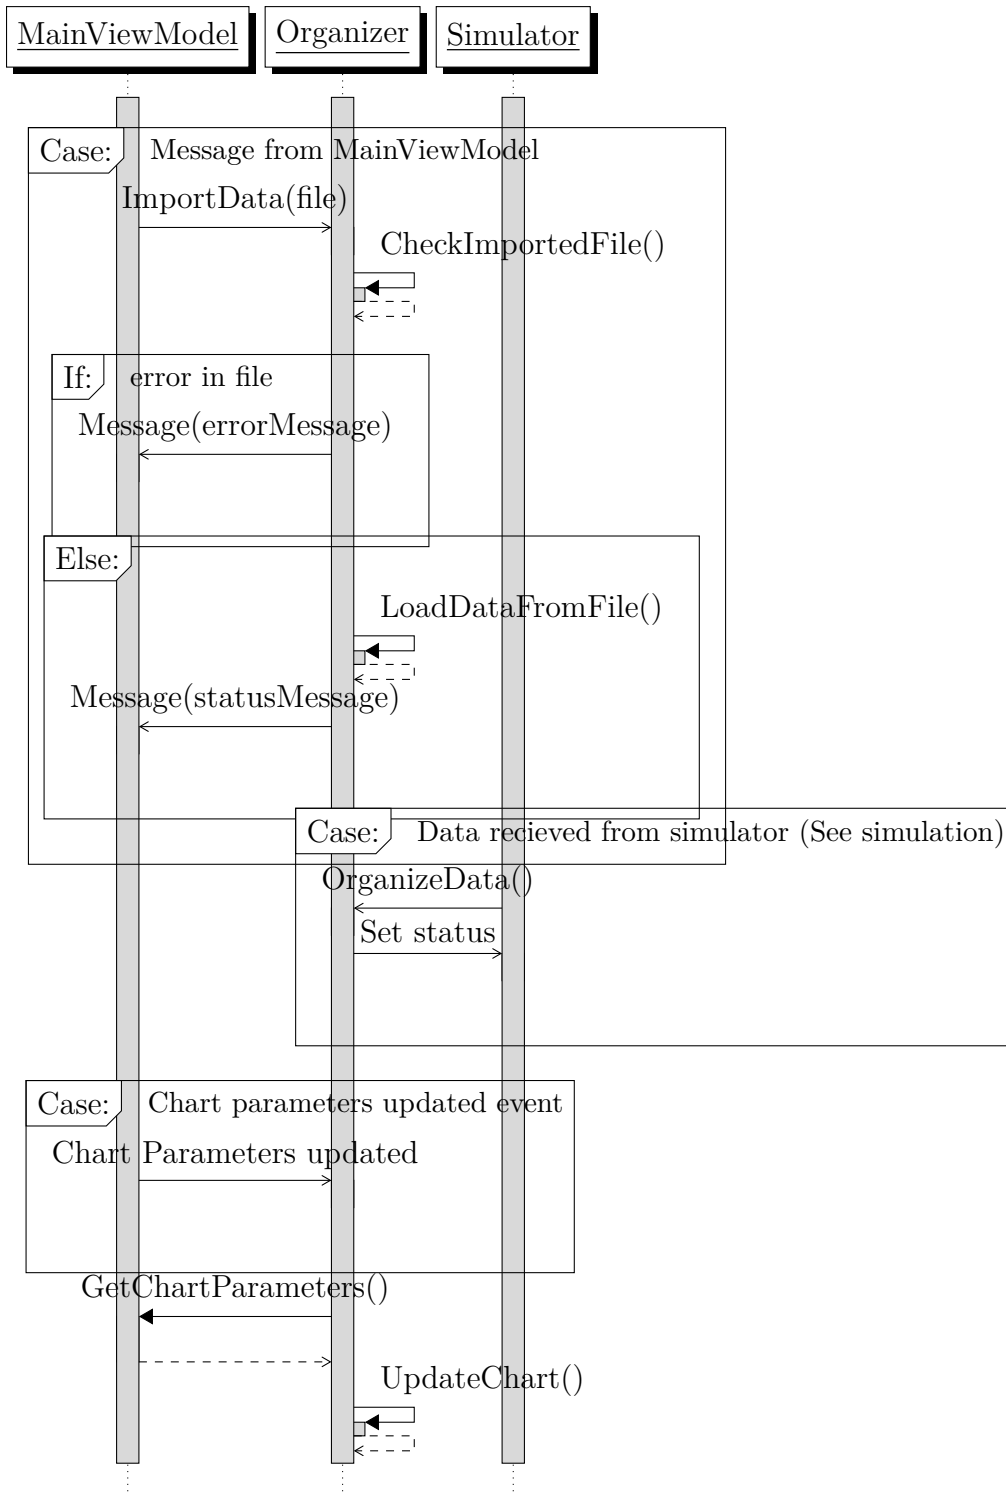 MainViewModel
Organizer
Simulator
Case:
Message from MainViewModel
ImportData(file)
CheckImportedFile()
If:
error in file
Message(errorMessage)
Else:
LoadDataFromFile()
Message(statusMessage)
Case:
Data recieved from simulator (See simulation)
OrganizeData()
Set status
Case:
Chart parameters updated event
Chart Parameters updated
GetChartParameters()
UpdateChart()